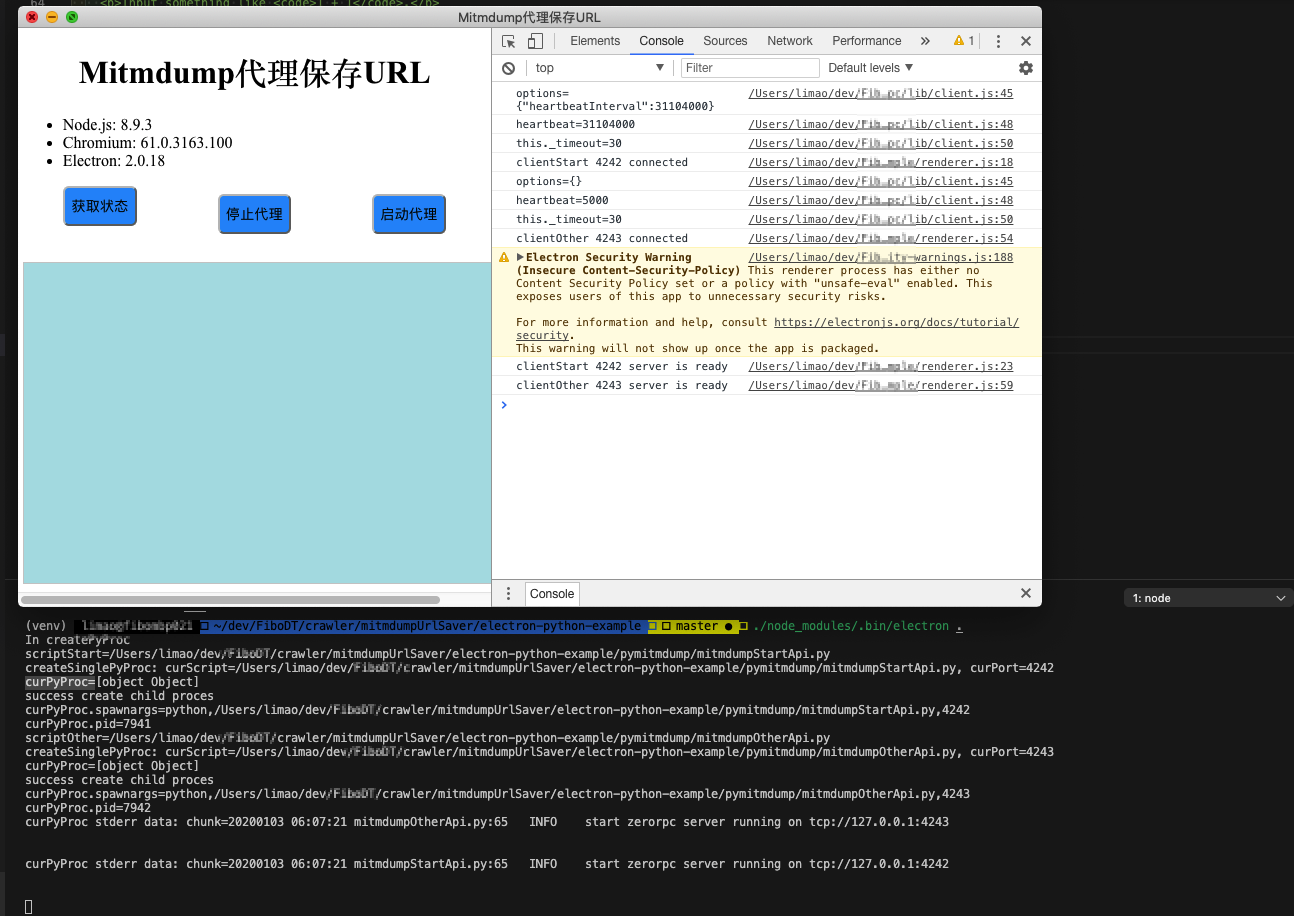 64 <p>Input something like <code>1 + 1</code>.</p>
Mitmdump代理保存URL
Mitmdump代理保存URL
Node.js: 8.9.3
Chromium: 61.0.3163.100
Electron: 2.0.18
获取状态
停止代理
启动代理
Elements Console Sources Network Performance » 1
top Filter Default levels
options= /Users/limao/dev/ lib/client.js:45
{"heartbeatInterval":31104000}
heartbeat=31104000 /Users/limao/dev/ lib/client.js:48
this._timeout=30 /Users/limao/dev/ lib/client.js:50
clientStart 4242 connected /Users/limao/dev/ /renderer.js:18
options={} /Users/limao/dev/ lib/client.js:45
heartbeat=5000 /Users/limao/dev/ lib/client.js:48
this._timeout=30 /Users/limao/dev/ lib/client.js:50
clientOther 4243 connected /Users/limao/dev/ /renderer.js:54
Electron Security Warning /Users/limao/dev/ -warnings.js:188
(Insecure Content-Security-Policy) This renderer process has either no
Content Security Policy set or a policy with "unsafe-eval" enabled. This
exposes users of this app to unnecessary security risks.
For more information and help, consult https://electronjs.org/docs/tutorial/
security.
This warning will not show up once the app is packaged.
clientStart 4242 server is ready /Users/limao/dev/ /renderer.js:23
clientOther 4243 server is ready /Users/limao/dev/ /renderer.js:59
Console
1: node
(venv) ~/dev/FiboDT/crawler/mitmdumpUrlSaver/electron-python-example master ● ./node_modules/.bin/electron .
In createPyProc
scriptStart=/Users/limao/dev/FiboDT/crawler/mitmdumpUrlSaver/electron-python-example/pymitmdump/mitmdumpStartApi.py
createSinglePyProc: curScript=/Users/limao/dev/FiboDT/crawler/mitmdumpUrlSaver/electron-python-example/pymitmdump/mitmdumpStartApi.py, curPort=4242
curPyProc=[object Object]
success create child proces
curPyProc.spawnargs=python,/Users/limao/dev/FiboDT/crawler/mitmdumpUrlSaver/electron-python-example/pymitmdump/mitmdumpStartApi.py,4242
curPyProc.pid=7941
scriptOther=/Users/limao/dev/FiboDT/crawler/mitmdumpUrlSaver/electron-python-example/pymitmdump/mitmdumpOtherApi.py
createSinglePyProc: curScript=/Users/limao/dev/FiboDT/crawler/mitmdumpUrlSaver/electron-python-example/pymitmdump/mitmdumpOtherApi.py, curPort=4243
curPyProc=[object Object]
success create child proces
curPyProc.spawnargs=python,/Users/limao/dev/FiboDT/crawler/mitmdumpUrlSaver/electron-python-example/pymitmdump/mitmdumpOtherApi.py,4243
curPyProc.pid=7942
curPyProc stderr data: chunk=20200103 06:07:21 mitmdumpOtherApi.py:65 INFO start zerorpc server running on tcp://127.0.0.1:4243
curPyProc stderr data: chunk=20200103 06:07:21 mitmdumpStartApi.py:65 INFO start zerorpc server running on tcp://127.0.0.1:4242